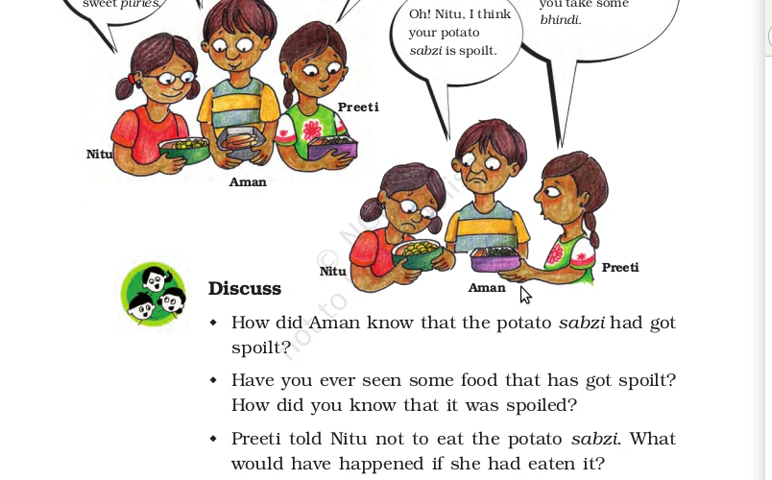 sweet puries.
Oh! Nitu, I think
your potato
sabzi is spoilt.
you take some
bhindi.
Preeti
Nitu
Aman
Nitu
Aman
Preeti
Discuss
• How did Aman know that the potato sabzi had got
spoilt?
• Have you ever seen some food that has got spoilt?
How did you know that it was spoiled?
• Preeti told Nitu not to eat the potato sabzi. What
would have happened if she had eaten it?